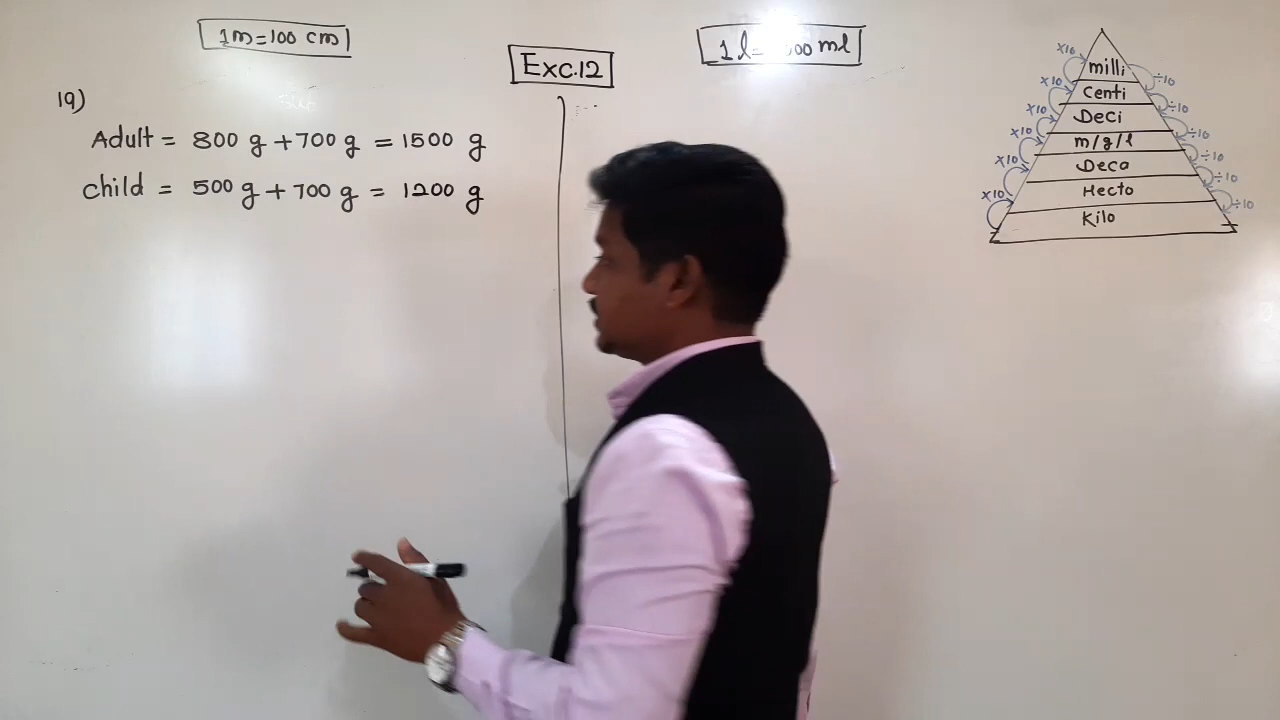 1m=100 cm
Exc.12
1 l= 00 ml
19)
Adult = 800 g + 700 g = 1500 g
child = 500 g + 700 g = 1200 g
milli
Centi
Deci
m/g/l
Deca
Hecto
Kilo
×10
×10
×10
×10
×10
×10
÷10
÷10
÷10
÷10
÷10
÷10